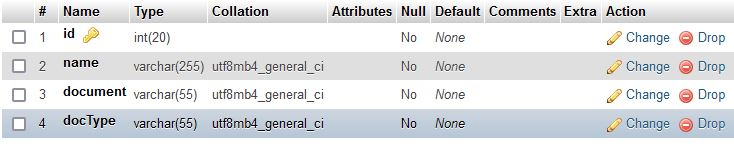 # Name Type Collation Attributes Null Default Comments Extra Action
1 id int(20) No None Change Drop
2 name varchar(255) utf8mb4_general_ci No None Change Drop
3 document varchar(55) utf8mb4_general_ci No None Change Drop
4 docType varchar(55) utf8mb4_general_ci No None Change Drop